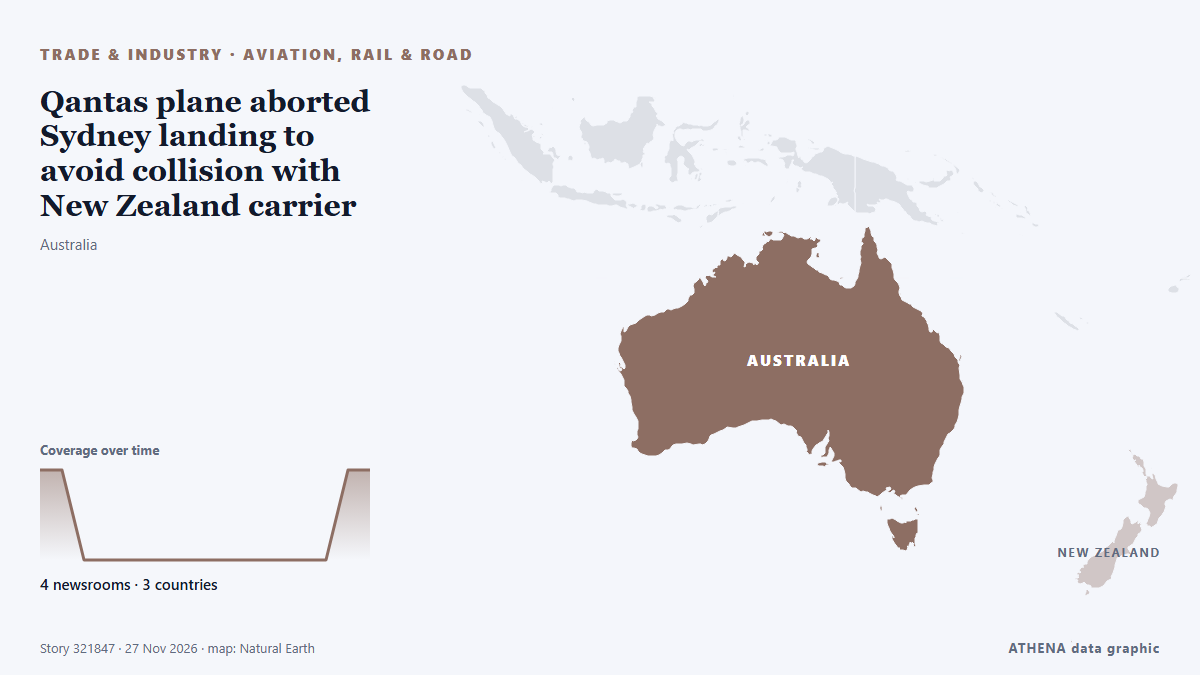 TRADE & INDUSTRY · AVIATION, RAIL & ROAD
Qantas plane aborted
Sydney landing to
avoid collision with
New Zealand carrier
Australia
AUSTRALIA
Coverage over time
NEW ZEALAND
4 newsrooms · 3 countries
Story 321847 · 27 Nov 2026 · map: Natural Earth
ATHENA data graphic